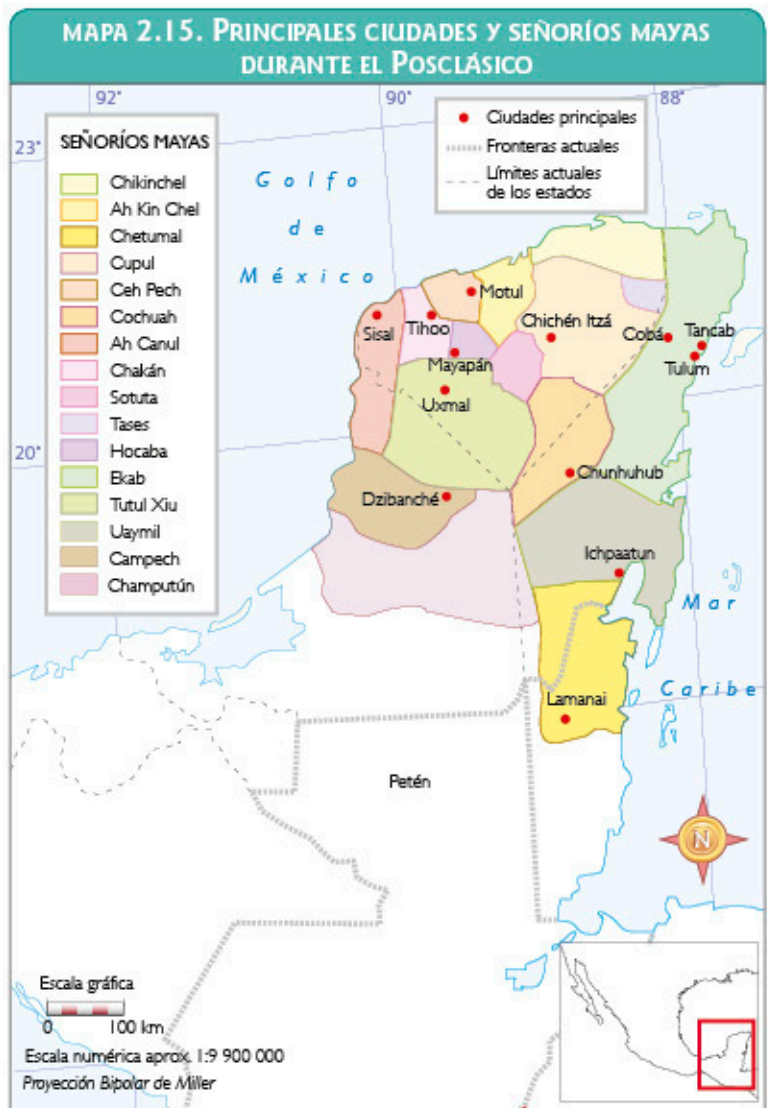 MAPA 2.15. PRINCIPALES CIUDADES Y SEÑORÍOS MAYAS
DURANTE EL POSCLÁSICO
92°
90°
88°
23°
20°
SEÑORÍOS MAYAS
Chikinchel
Ah Kin Chel
Chetumal
Cupul
Ceh Pech
Cochuah
Ah Canul
Chakán
Sotuta
Tases
Hocaba
Ekab
Tutul Xiu
Uaymil
Campech
Champutún
Ciudades principales
Fronteras actuales
Límites actuales
de los estados
Golfo
de
México
Motul
Sisal
Tihoo
Chichén Itzá
Cobá
Tancab
Tulum
Mayapán
Uxmal
Chunhuhub
Dzibanché
Ichpaatun
Mar
Caribe
Lamanai
Petén
N
Escala gráfica
0 100 km
Escala numérica aprox. 1:9 900 000
Proyección Bipolar de Miller